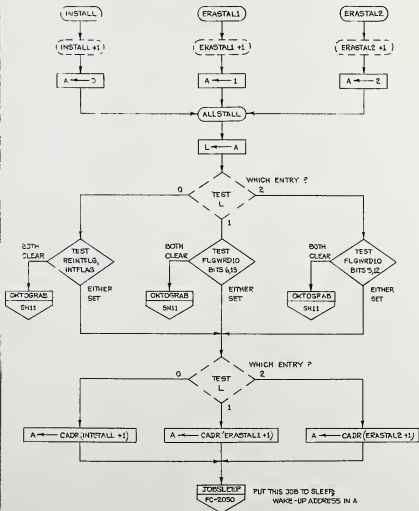 INSTALL
ERASTAL1
ERASTAL2
INSTALL +1
ERASTAL1 +1
ERASTAL2 +1
A ← 0
A ← 1
A ← 2
ALLSTALL
L ← A
WHICH ENTRY ?
0
TEST
L
2
1
BOTH
CLEAR
TEST
REINTFLG,
INTFLAG
BOTH
CLEAR
TEST
FLGWRD10
BITS 6,13
BOTH
CLEAR
TEST
FLGWRD10
BITS 5,12
OKTOGRAB
SH11
EITHER
SET
OKTOGRAB
SH11
EITHER
SET
OKTOGRAB
SH11
EITHER
SET
WHICH ENTRY ?
0
TEST
L
2
1
A ← CADR(INTSTALL +1)
A ← CADR(ERASTAL1 +1)
A ← CADR(ERASTAL2 +1)
JOBSLEEP
FC-2050
PUT THIS JOB TO SLEEP;
WAKE-UP ADDRESS IN A